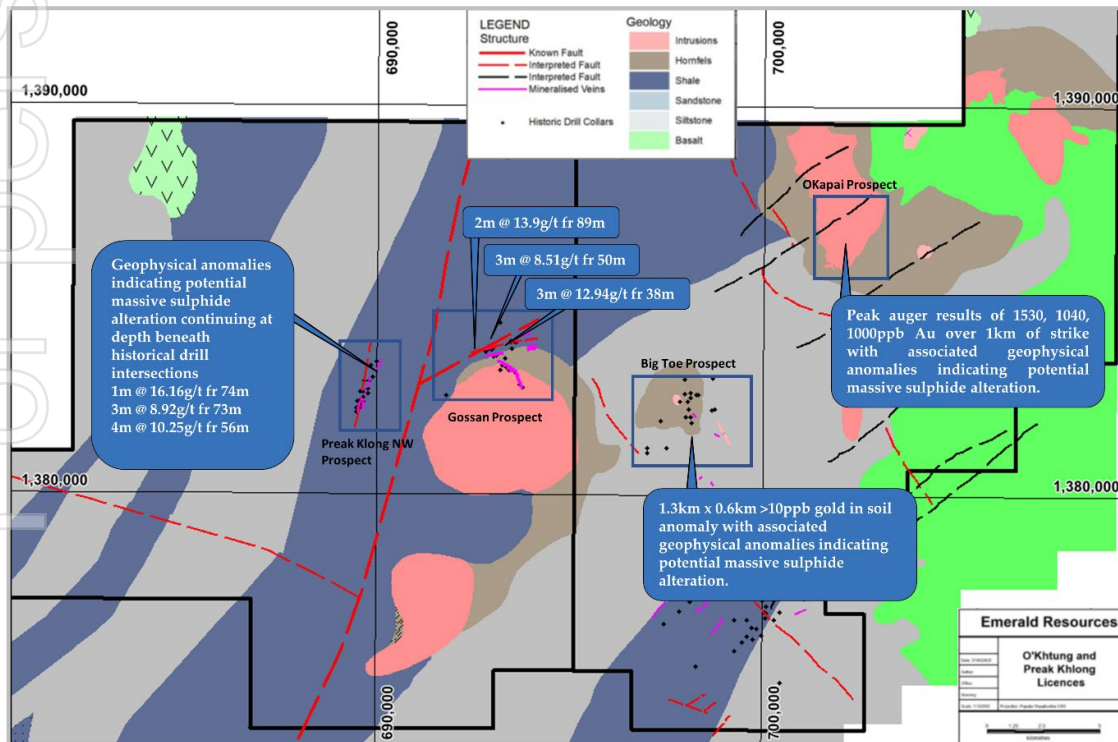 LEGEND
Structure
Known Fault
Interpreted Fault
Interpreted Fault
Mineralised Veins
Historic Drill Collars
Geology
Intrusions
Hornfels
Shale
Sandstone
Siltstone
Basalt
690,000
700,000
1,390,000
1,390,000
OKapai Prospect
2m @ 13.9g/t fr 89m
3m @ 8.51g/t fr 50m
3m @ 12.94g/t fr 38m
Geophysical anomalies
indicating potential
massive sulphide
alteration continuing at
depth beneath
historical drill
intersections
1m @ 16.16g/t fr 74m
3m @ 8.92g/t fr 73m
4m @ 10.25g/t fr 56m
Peak auger results of 1530, 1040,
1000ppb Au over 1km of strike
with associated geophysical
anomalies indicating potential
massive sulphide alteration.
Big Toe Prospect
Gossan Prospect
Preak Klong NW
Prospect
1,380,000
1,380,000
1.3km x 0.6km >10ppb gold in soil
anomaly with associated
geophysical anomalies indicating
potential massive sulphide
alteration.
690,000
700,000
Emerald Resources
O'Khtung and
Preak Khlong
Licences
0 1.25 2.5 5
kilometres